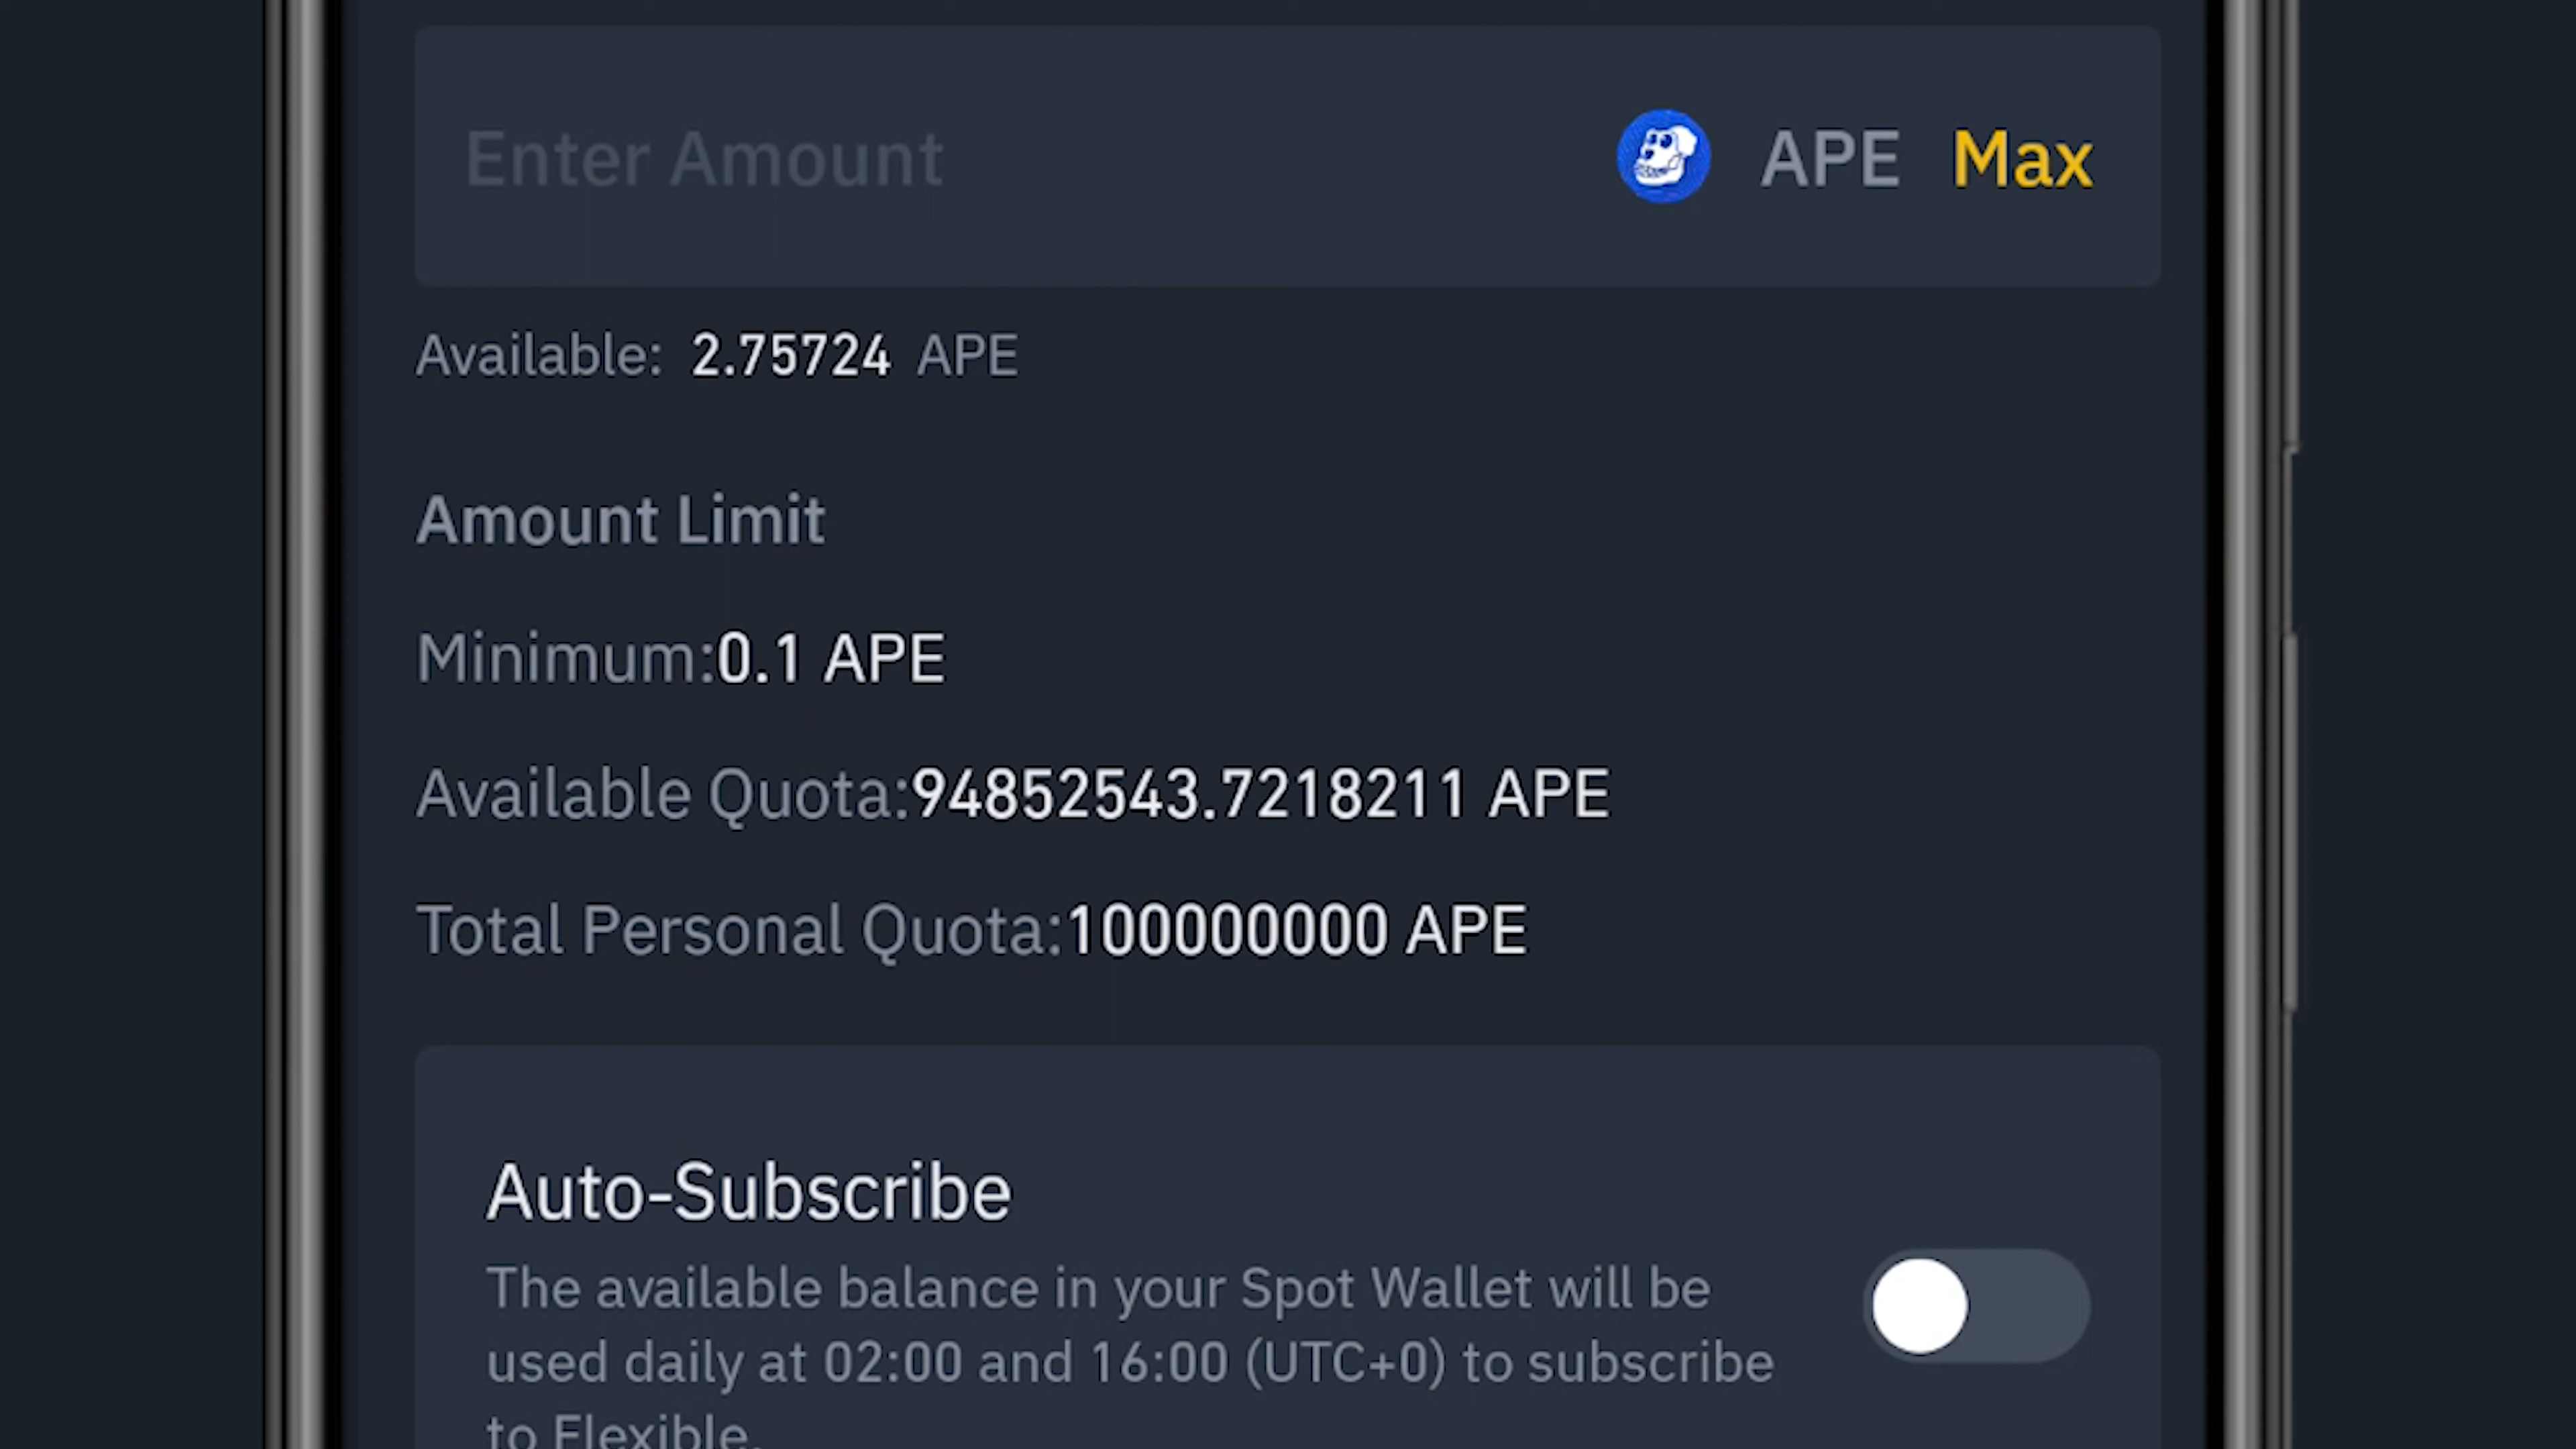 Enter Amount APE Max
Available: 2.75724 APE
Amount Limit
Minimum:0.1 APE
Available Quota:94852543.7218211 APE
Total Personal Quota:100000000 APE
Auto-Subscribe
The available balance in your Spot Wallet will be
used daily at 02:00 and 16:00 (UTC+0) to subscribe
to Flexible.